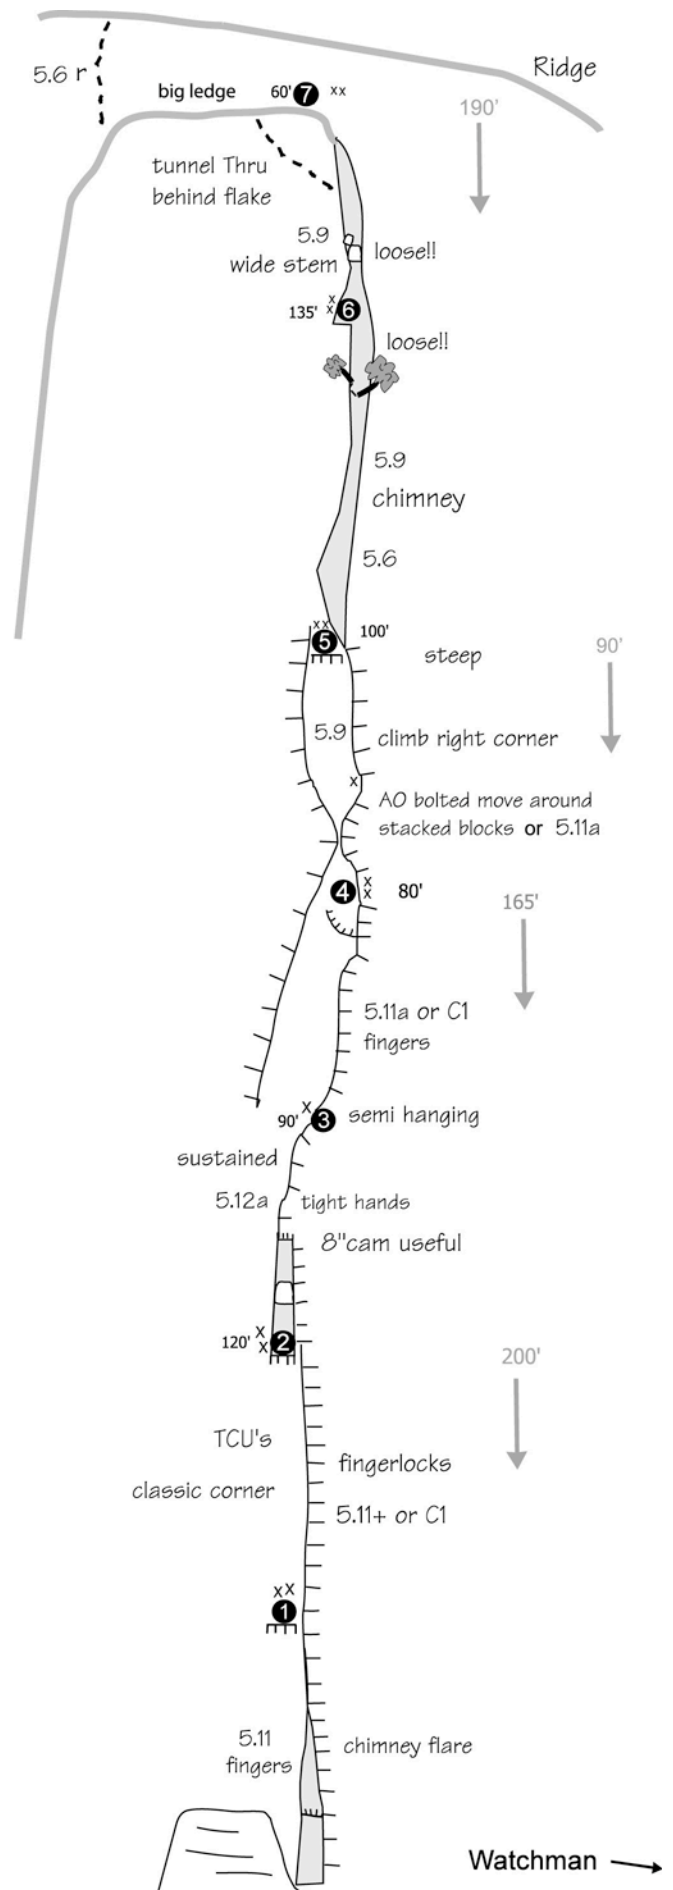 Ridge
5.6 r
big ledge
60' 7 xx
190'
tunnel Thru
behind flake
5.9
wide stem
loose!!
x
135' x 6
loose!!
5.9
chimney
5.6
xx
5
100'
steep
90'
5.9
climb right corner
x
A0 bolted move around
stacked blocks or 5.11a
4
x
x
80'
165'
5.11a or C1
fingers
x
90' 3
semi hanging
sustained
5.12a
tight hands
8"cam useful
x
120' x 2
200'
TCU's
fingerlocks
classic corner
5.11+ or C1
xx
1
5.11
fingers
chimney flare
Watchman